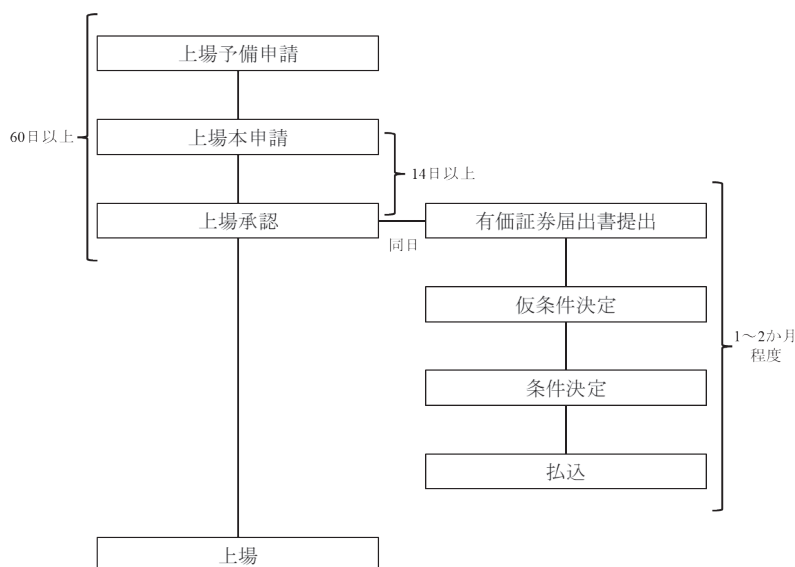 上場予備申請
60日以上
上場本申請
14日以上
上場承認
同日
有価証券届出書提出
仮条件決定
1〜2か月
程度
条件決定
払込
上場